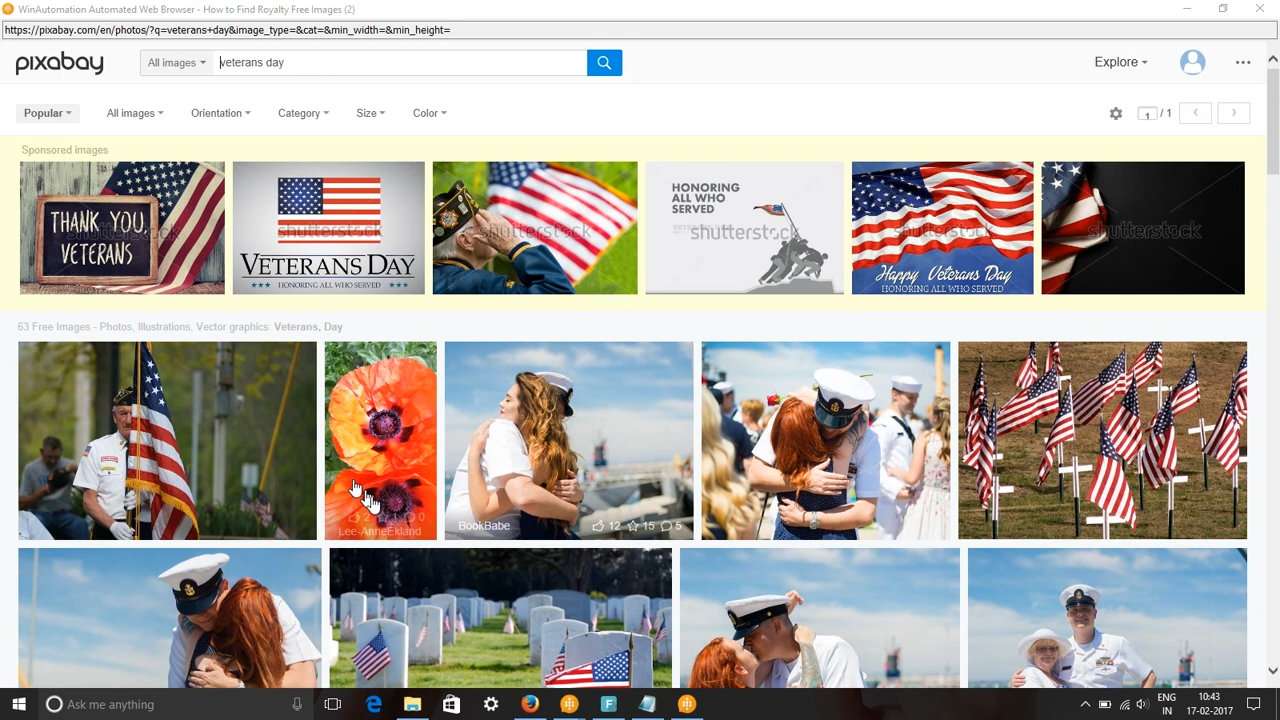 WinAutomation Automated Web Browser - How to Find Royalty Free Images (2)
https://pixabay.com/en/photos/?q=veterans+day&image_type=&cat=&min_width=&min_height=
pixabay
All images
veterans day
Explore
Popular
All images
Orientation
Category
Size
Color
1 / 1
Sponsored images
THANK YOU,
VETERANS
shutterstock
shutterstock
VETERANS DAY
HONORING ALL WHO SERVED
shutterstock
HONORING
ALL WHO
SERVED
shutterstock
shutterstock
Happy Veterans Day
HONORING ALL WHO SERVED
shutterstock
63 Free Images - Photos, Illustrations, Vector graphics: Veterans, Day
0
Lee-AnneEkland
BookBabe
12
15
5
Ask me anything
ENG
IN
10:43
17-02-2017